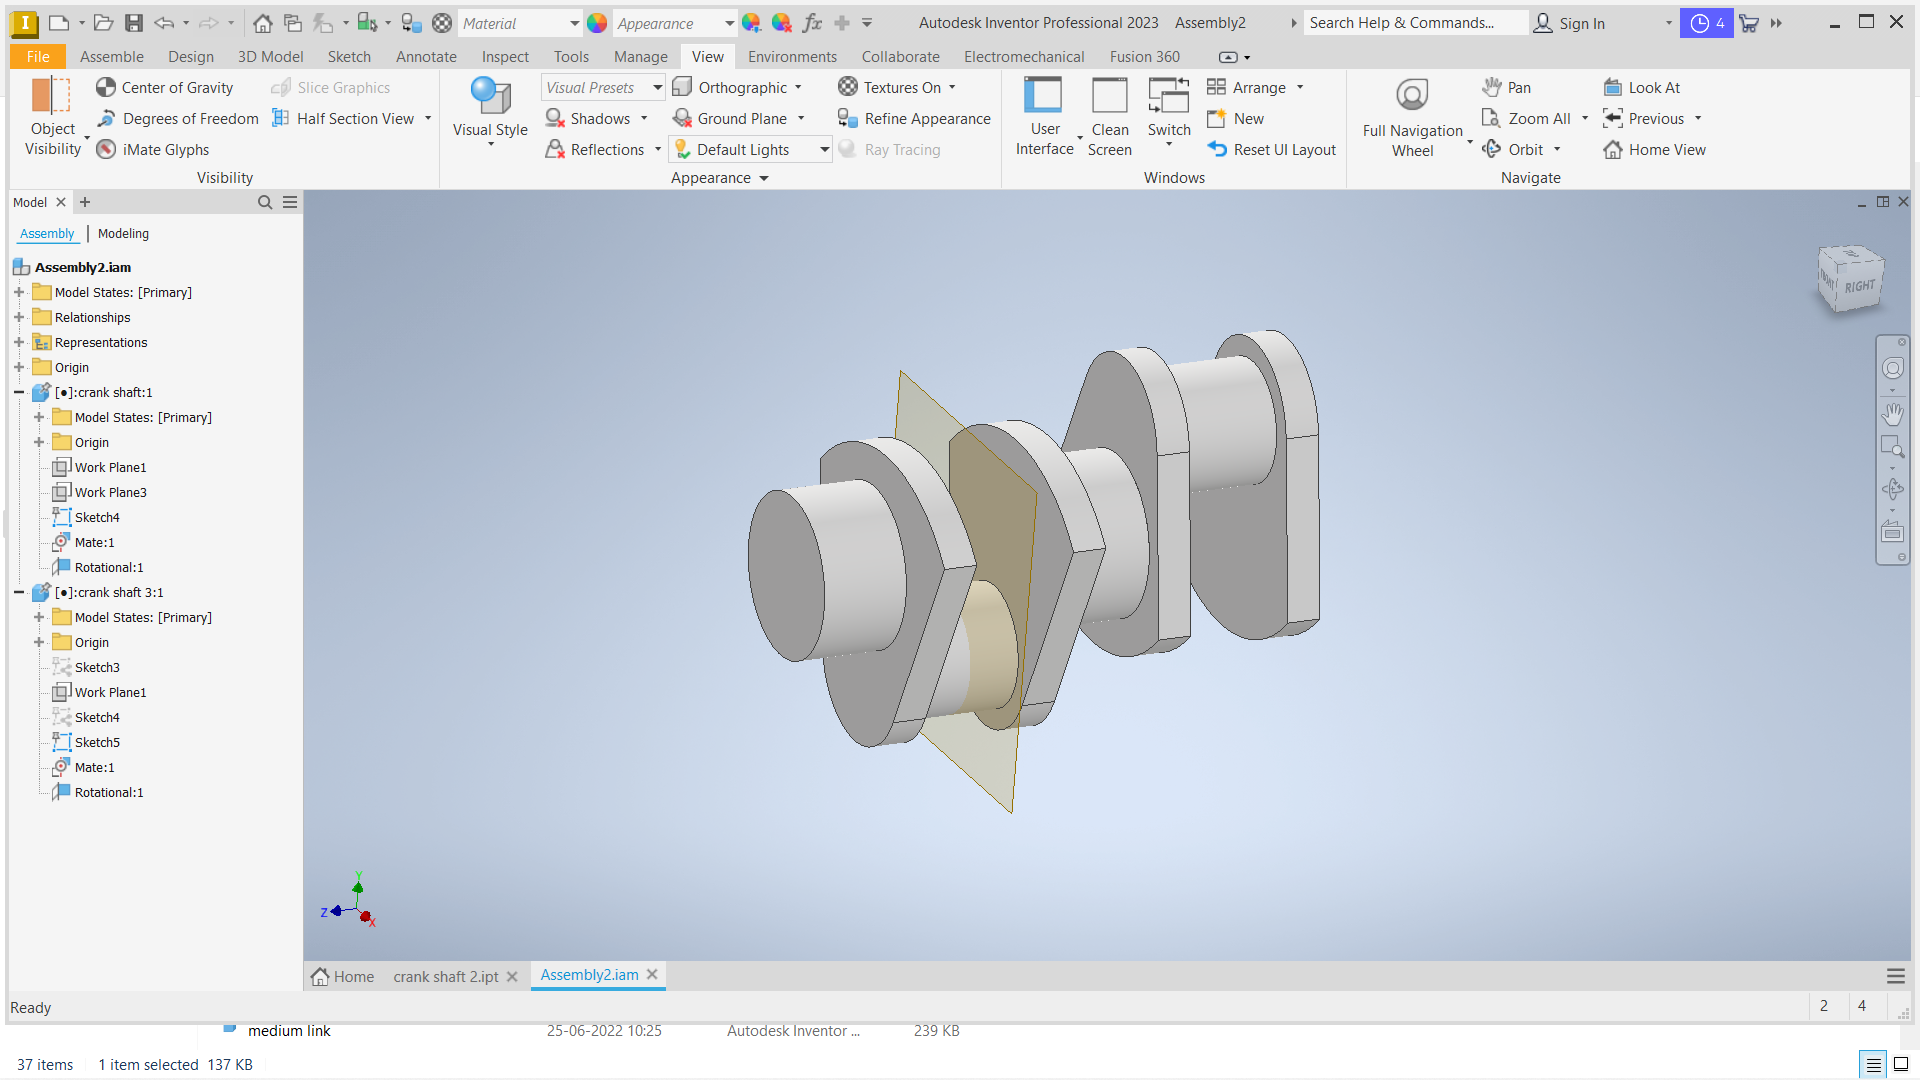 Material
Appearance
Autodesk Inventor Professional 2023 Assembly2
Search Help & Commands...
Sign In
4
File Assemble Design 3D Model Sketch Annotate Inspect Tools Manage View Environments Collaborate Electromechanical Fusion 360
Object Visibility
Center of Gravity
Slice Graphics
Degrees of Freedom
Half Section View
iMate Glyphs
Visibility
Visual Style
Visual Presets
Shadows
Reflections
Orthographic
Ground Plane
Default Lights
Textures On
Refine Appearance
Ray Tracing
Appearance
User Interface
Clean Screen
Switch
Arrange
New
Reset UI Layout
Windows
Full Navigation Wheel
Pan
Zoom All
Orbit
Look At
Previous
Home View
Navigate
Model
Assembly | Modeling
Assembly2.iam
Model States: [Primary]
Relationships
Representations
Origin
[●]:crank shaft:1
Model States: [Primary]
Origin
Work Plane1
Work Plane3
Sketch4
Mate:1
Rotational:1
[●]:crank shaft 3:1
Model States: [Primary]
Origin
Sketch3
Work Plane1
Sketch4
Sketch5
Mate:1
Rotational:1
RIGHT
Y
Z
X
Home crank shaft 2.ipt Assembly2.iam
Ready
2 4
medium link 25-06-2022 10:25 Autodesk Inventor ... 239 KB
37 items 1 item selected 137 KB